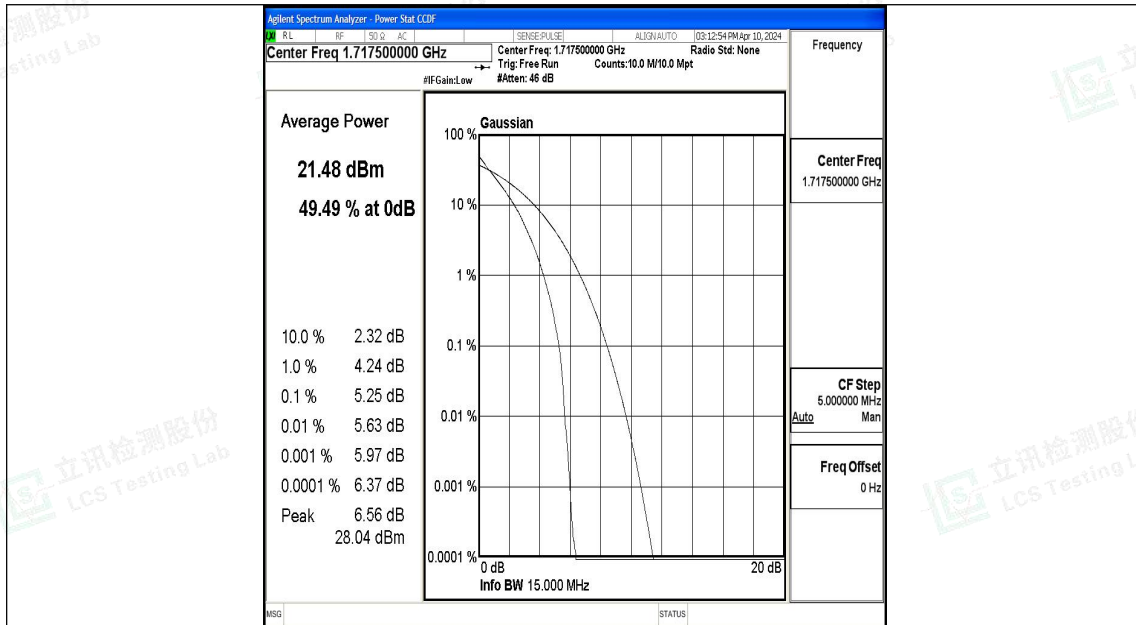 Agilent Spectrum Analyzer - Power Stat CCDF
RL RF 50 Ω AC SENSE:PULSE ALIGNAUTO 03:12:54 PM Apr 10, 2024
Center Freq 1.717500000 GHz
Center Freq: 1.717500000 GHz Radio Std: None
Trig: Free Run Counts:10.0 M/10.0 Mpt
#IFGain:Low #Atten: 46 dB
Frequency
Average Power
21.48 dBm
49.49 % at 0dB
10.0 % 2.32 dB
1.0 % 4.24 dB
0.1 % 5.25 dB
0.01 % 5.63 dB
0.001 % 5.97 dB
0.0001 % 6.37 dB
Peak 6.56 dB
28.04 dBm
Gaussian
100 %
10 %
1 %
0.1 %
0.01 %
0.001 %
0.0001 %
0 dB 20 dB
Info BW 15.000 MHz
Center Freq
1.717500000 GHz
CF Step
5.000000 MHz
Auto Man
Freq Offset
0 Hz
MSG STATUS
立讯检测股份
LCS Testing Lab
立讯检测股份
LCS Testing L